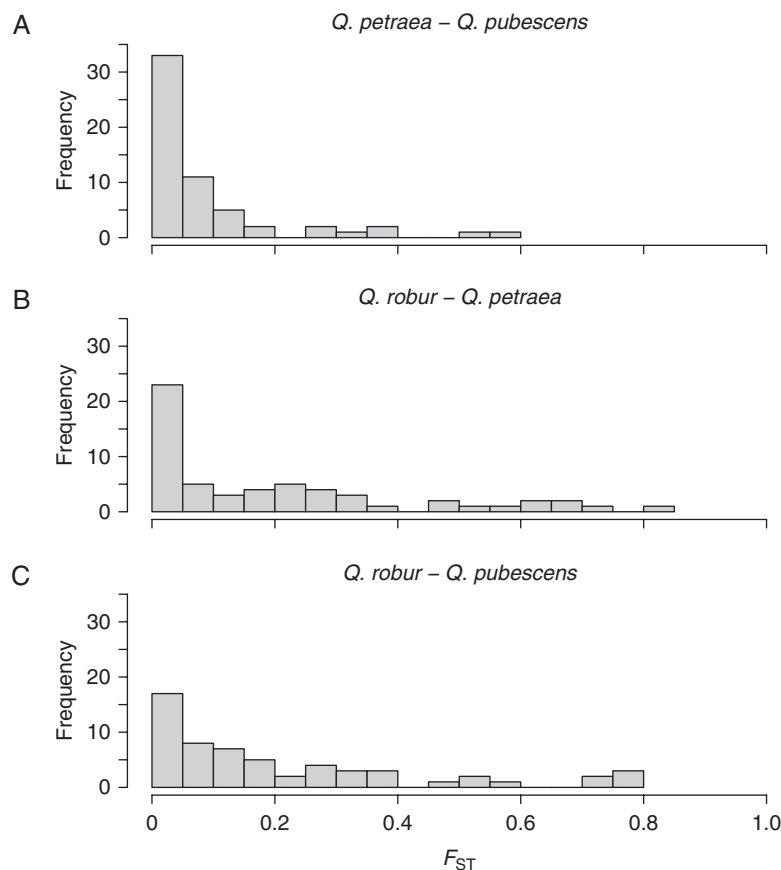 A
Q. petraea – Q. pubescens
Frequency
30
20
10
0
B
Q. robur – Q. petraea
Frequency
30
20
10
0
C
Q. robur – Q. pubescens
Frequency
30
20
10
0
0 0.2 0.4 0.6 0.8 1.0
FST